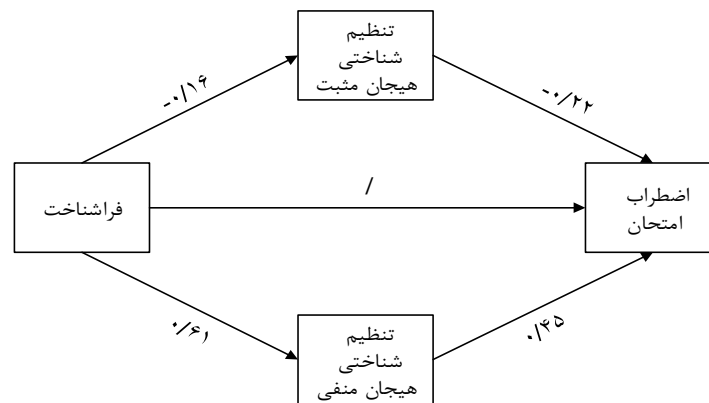 تنظیم
شناختی
هیجان مثبت
-۰/۱۶
-۰/۲۲
فراشناخت
/
اضطراب
امتحان
۰/۶۱
۰/۴۵
تنظیم
شناختی
هیجان منفی